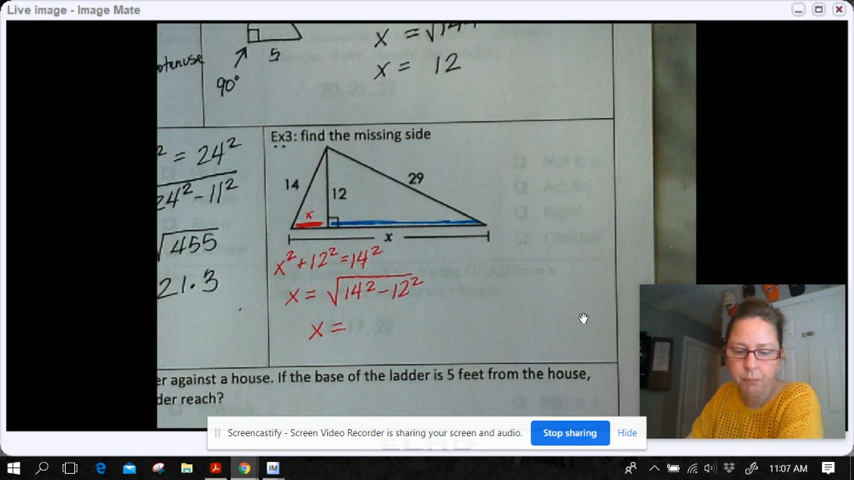 Live image - Image Mate
x = √144
5
90°
x = 12
² = 24²
24² - 11²
√455
21.3
Ex3: find the missing side
14
12
29
x
x
x² + 12² = 14²
x = √14² - 12²
x =
er against a house. If the base of the ladder is 5 feet from the house,
der reach?
Screencastify - Screen Video Recorder is sharing your screen and audio.
Stop sharing
Hide
11:07 AM